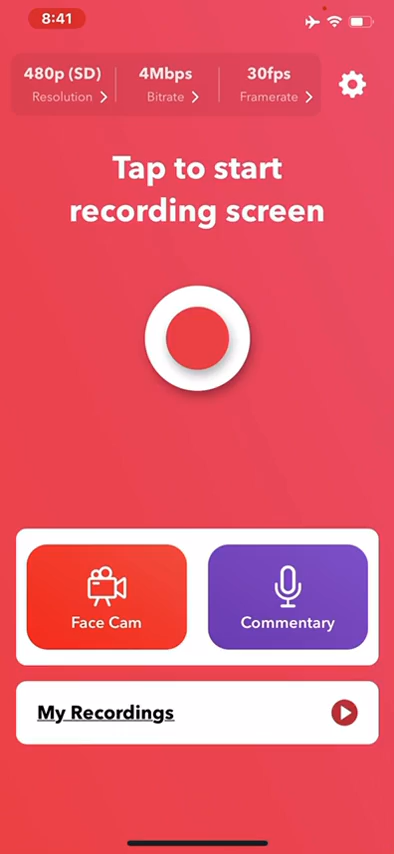 8:41
480p (SD) 4Mbps 30fps
Resolution Bitrate Framerate
Tap to start
recording screen
Face Cam Commentary
My Recordings